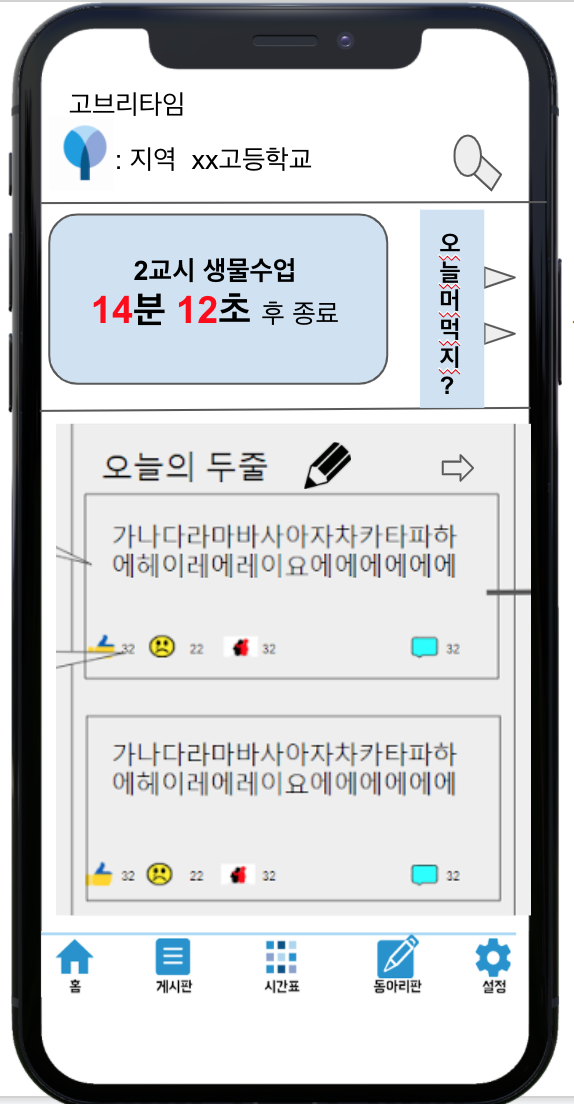 고브리타임
: 지역 xx고등학교
2교시 생물수업
14분 12초 후 종료
오늘머먹지?
오늘의 두줄
가나다라마바사아자차카타파하
에헤이레에레이요에에에에에에
32 22 32 32
가나다라마바사아자차카타파하
에헤이레에레이요에에에에에에
32 22 32 32
홈 게시판 시간표 동아리판 설정